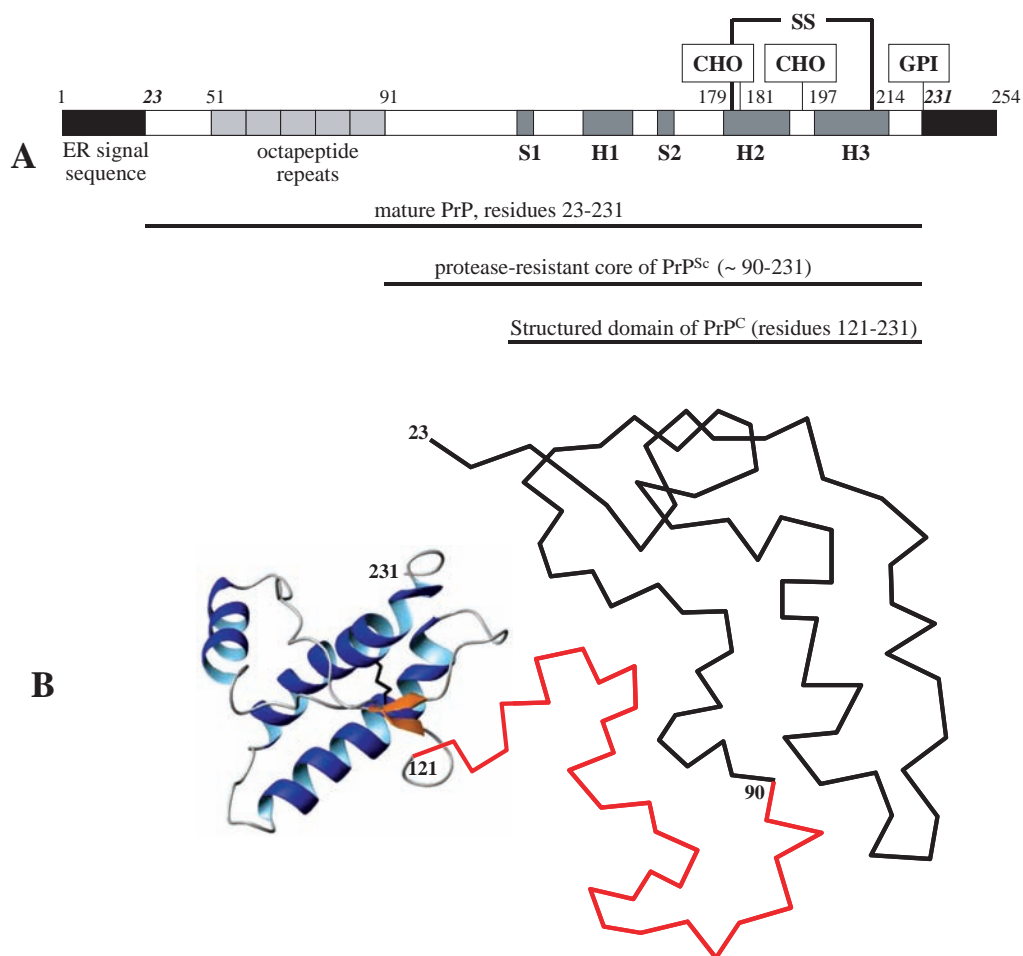 SS
CHO CHO GPI
1 23 51 91 179 181 197 214 231 254
A
ER signal
sequence
octapeptide
repeats
S1 H1 S2 H2 H3
mature PrP, residues 23-231
protease-resistant core of PrPSc (~ 90-231)
Structured domain of PrPC (residues 121-231)
23
231
B
121
90